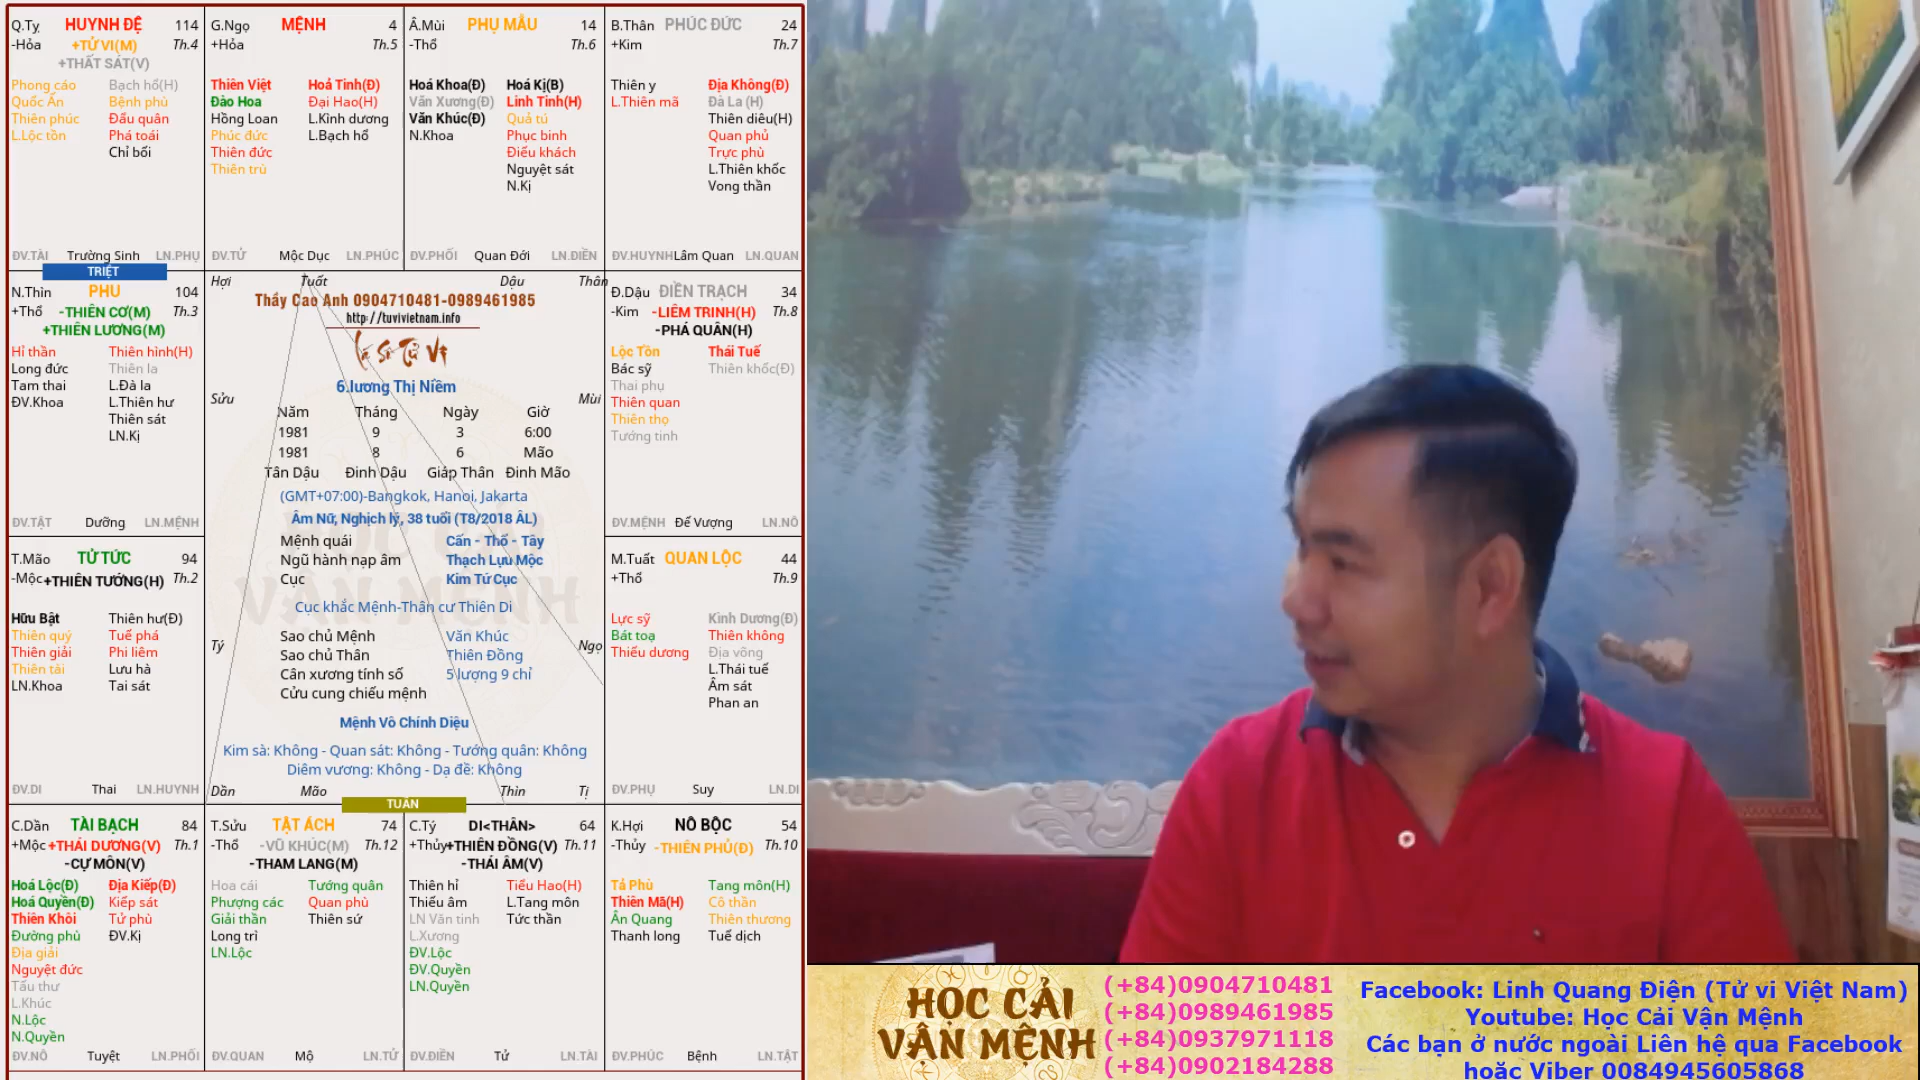 Q.Tỵ HUYNH ĐỆ 114
-Hỏa +TỬ VI(M) Th.4
+THẤT SÁT(V)
Phong cáo Bạch hổ(H)
Quốc Ấn Bệnh phù
Thiên phúc Đẩu quân
L.Lộc tồn Phá toái
Chỉ bối
ĐV.TÀI Trường Sinh LN.PHỤ
G.Ngọ MỆNH 4
+Hỏa Th.5
Thiên Việt Hoả Tinh(Đ)
Đào Hoa Đại Hao(H)
Hồng Loan L.Kình dương
Phúc đức L.Bạch hổ
Thiên đức
Thiên trù
ĐV.TỬ Mộc Dục LN.PHÚC
Â.Mùi PHỤ MẪU 14
-Thổ Th.6
Hoá Khoa(Đ) Hoá Kị(B)
Văn Xương(Đ) Linh Tinh(H)
Văn Khúc(Đ) Quả tú
N.Khoa Phục binh
Điếu khách
Nguyệt sát
N.Kị
ĐV.PHỐI Quan Đới LN.ĐIỀN
B.Thân PHÚC ĐỨC 24
+Kim Th.7
Thiên y Địa Không(Đ)
L.Thiên mã Đà La (H)
Thiên diêu(H)
Quan phủ
Trực phù
L.Thiên khốc
Vong thần
ĐV.HUYNH Lâm Quan LN.QUAN
TRIỆT
N.Thìn PHU 104
+Thổ -THIÊN CƠ(M) Th.3
+THIÊN LƯƠNG(M)
Hỉ thần Thiên hình(H)
Long đức Thiên la
Tam thai L.Đà la
ĐV.Khoa L.Thiên hư
Thiên sát
LN.Kị
ĐV.TẬT Dưỡng LN.MỆNH
Hợi Tuất Dậu Thân
Thầy Cao Anh 0904710481-0989461985
http://tuvivietnam.info
Lá Số Tử Vi
6.lương Thị Niềm
Sửu Mùi
Năm Tháng Ngày Giờ
1981 9 3 6:00
1981 8 6 Mão
Tân Dậu Đinh Dậu Giáp Thân Đinh Mão
(GMT+07:00)-Bangkok, Hanoi, Jakarta
Âm Nữ, Nghịch lý, 38 tuổi (T8/2018 ÂL)
Mệnh quái Cấn - Thổ - Tây
Ngũ hành nạp âm Thạch Lựu Mộc
Cục Kim Tứ Cục
Cục khắc Mệnh-Thân cư Thiên Di
Sao chủ Mệnh Văn Khúc
Tý Ngọ
Sao chủ Thân Thiên Đồng
Cân xương tính số 5 lượng 9 chỉ
Cửu cung chiếu mệnh
Mệnh Vô Chính Diệu
Kim sà: Không - Quan sát: Không - Tướng quân: Không
Diêm vương: Không - Dạ đề: Không
Dần Mão Thìn Tị
VẬN MỆNH
Đ.Dậu ĐIỀN TRẠCH 34
-Kim -LIÊM TRINH(H) Th.8
-PHÁ QUÂN(H)
Lộc Tồn Thái Tuế
Bác sỹ Thiên khốc(Đ)
Thai phụ
Thiên quan
Thiên thọ
Tướng tinh
ĐV.MỆNH Đế Vượng LN.NÔ
T.Mão TỬ TỨC 94
-Mộc +THIÊN TƯỚNG(H) Th.2
Hữu Bật Thiên hư(Đ)
Thiên quý Tuế phá
Thiên giải Phi liêm
Thiên tài Lưu hà
LN.Khoa Tai sát
ĐV.DI Thai LN.HUYNH
M.Tuất QUAN LỘC 44
+Thổ Th.9
Lực sỹ Kình Dương(Đ)
Bát toạ Thiên không
Thiếu dương Địa võng
L.Thái tuế
Âm sát
Phan an
ĐV.PHỤ Suy LN.DI
TUẦN
C.Dần TÀI BẠCH 84
+Mộc +THÁI DƯƠNG(V) Th.1
-CỰ MÔN(V)
Hoá Lộc(Đ) Địa Kiếp(Đ)
Hoá Quyền(Đ) Kiếp sát
Thiên Khôi Tử phù
Đường phù ĐV.Kị
Địa giải
Nguyệt đức
Tấu thư
L.Khúc
N.Lộc
N.Quyền
ĐV.NÔ Tuyệt LN.PHỐI
T.Sửu TẬT ÁCH 74
-Thổ -VŨ KHÚC(M) Th.12
-THAM LANG(M)
Hoa cái Tướng quân
Phượng các Quan phù
Giải thần Thiên sứ
Long trì
LN.Lộc
ĐV.QUAN Mộ LN.TỬ
C.Tý DI<THÂN> 64
+Thủy +THIÊN ĐỒNG(V) Th.11
-THÁI ÂM(V)
Thiên hỉ Tiểu Hao(H)
Thiếu âm L.Tang môn
LN Văn tinh Tức thần
L.Xương
ĐV.Lộc
ĐV.Quyền
LN.Quyền
ĐV.ĐIỀN Tử LN.TÀI
K.Hợi NÔ BỘC 54
-Thủy -THIÊN PHỦ(Đ) Th.10
Tả Phù Tang môn(H)
Thiên Mã(H) Cô thần
Ân Quang Thiên thương
Thanh long Tuế dịch
ĐV.PHÚC Bệnh LN.TẬT
HỌC CẢI
VẬN MỆNH
(+84)0904710481
(+84)0989461985
(+84)0937971118
(+84)0902184288
Facebook: Linh Quang Điện (Tử vi Việt Nam)
Youtube: Học Cải Vận Mệnh
Các bạn ở nước ngoài Liên hệ qua Facebook
hoặc Viber 0084945605868